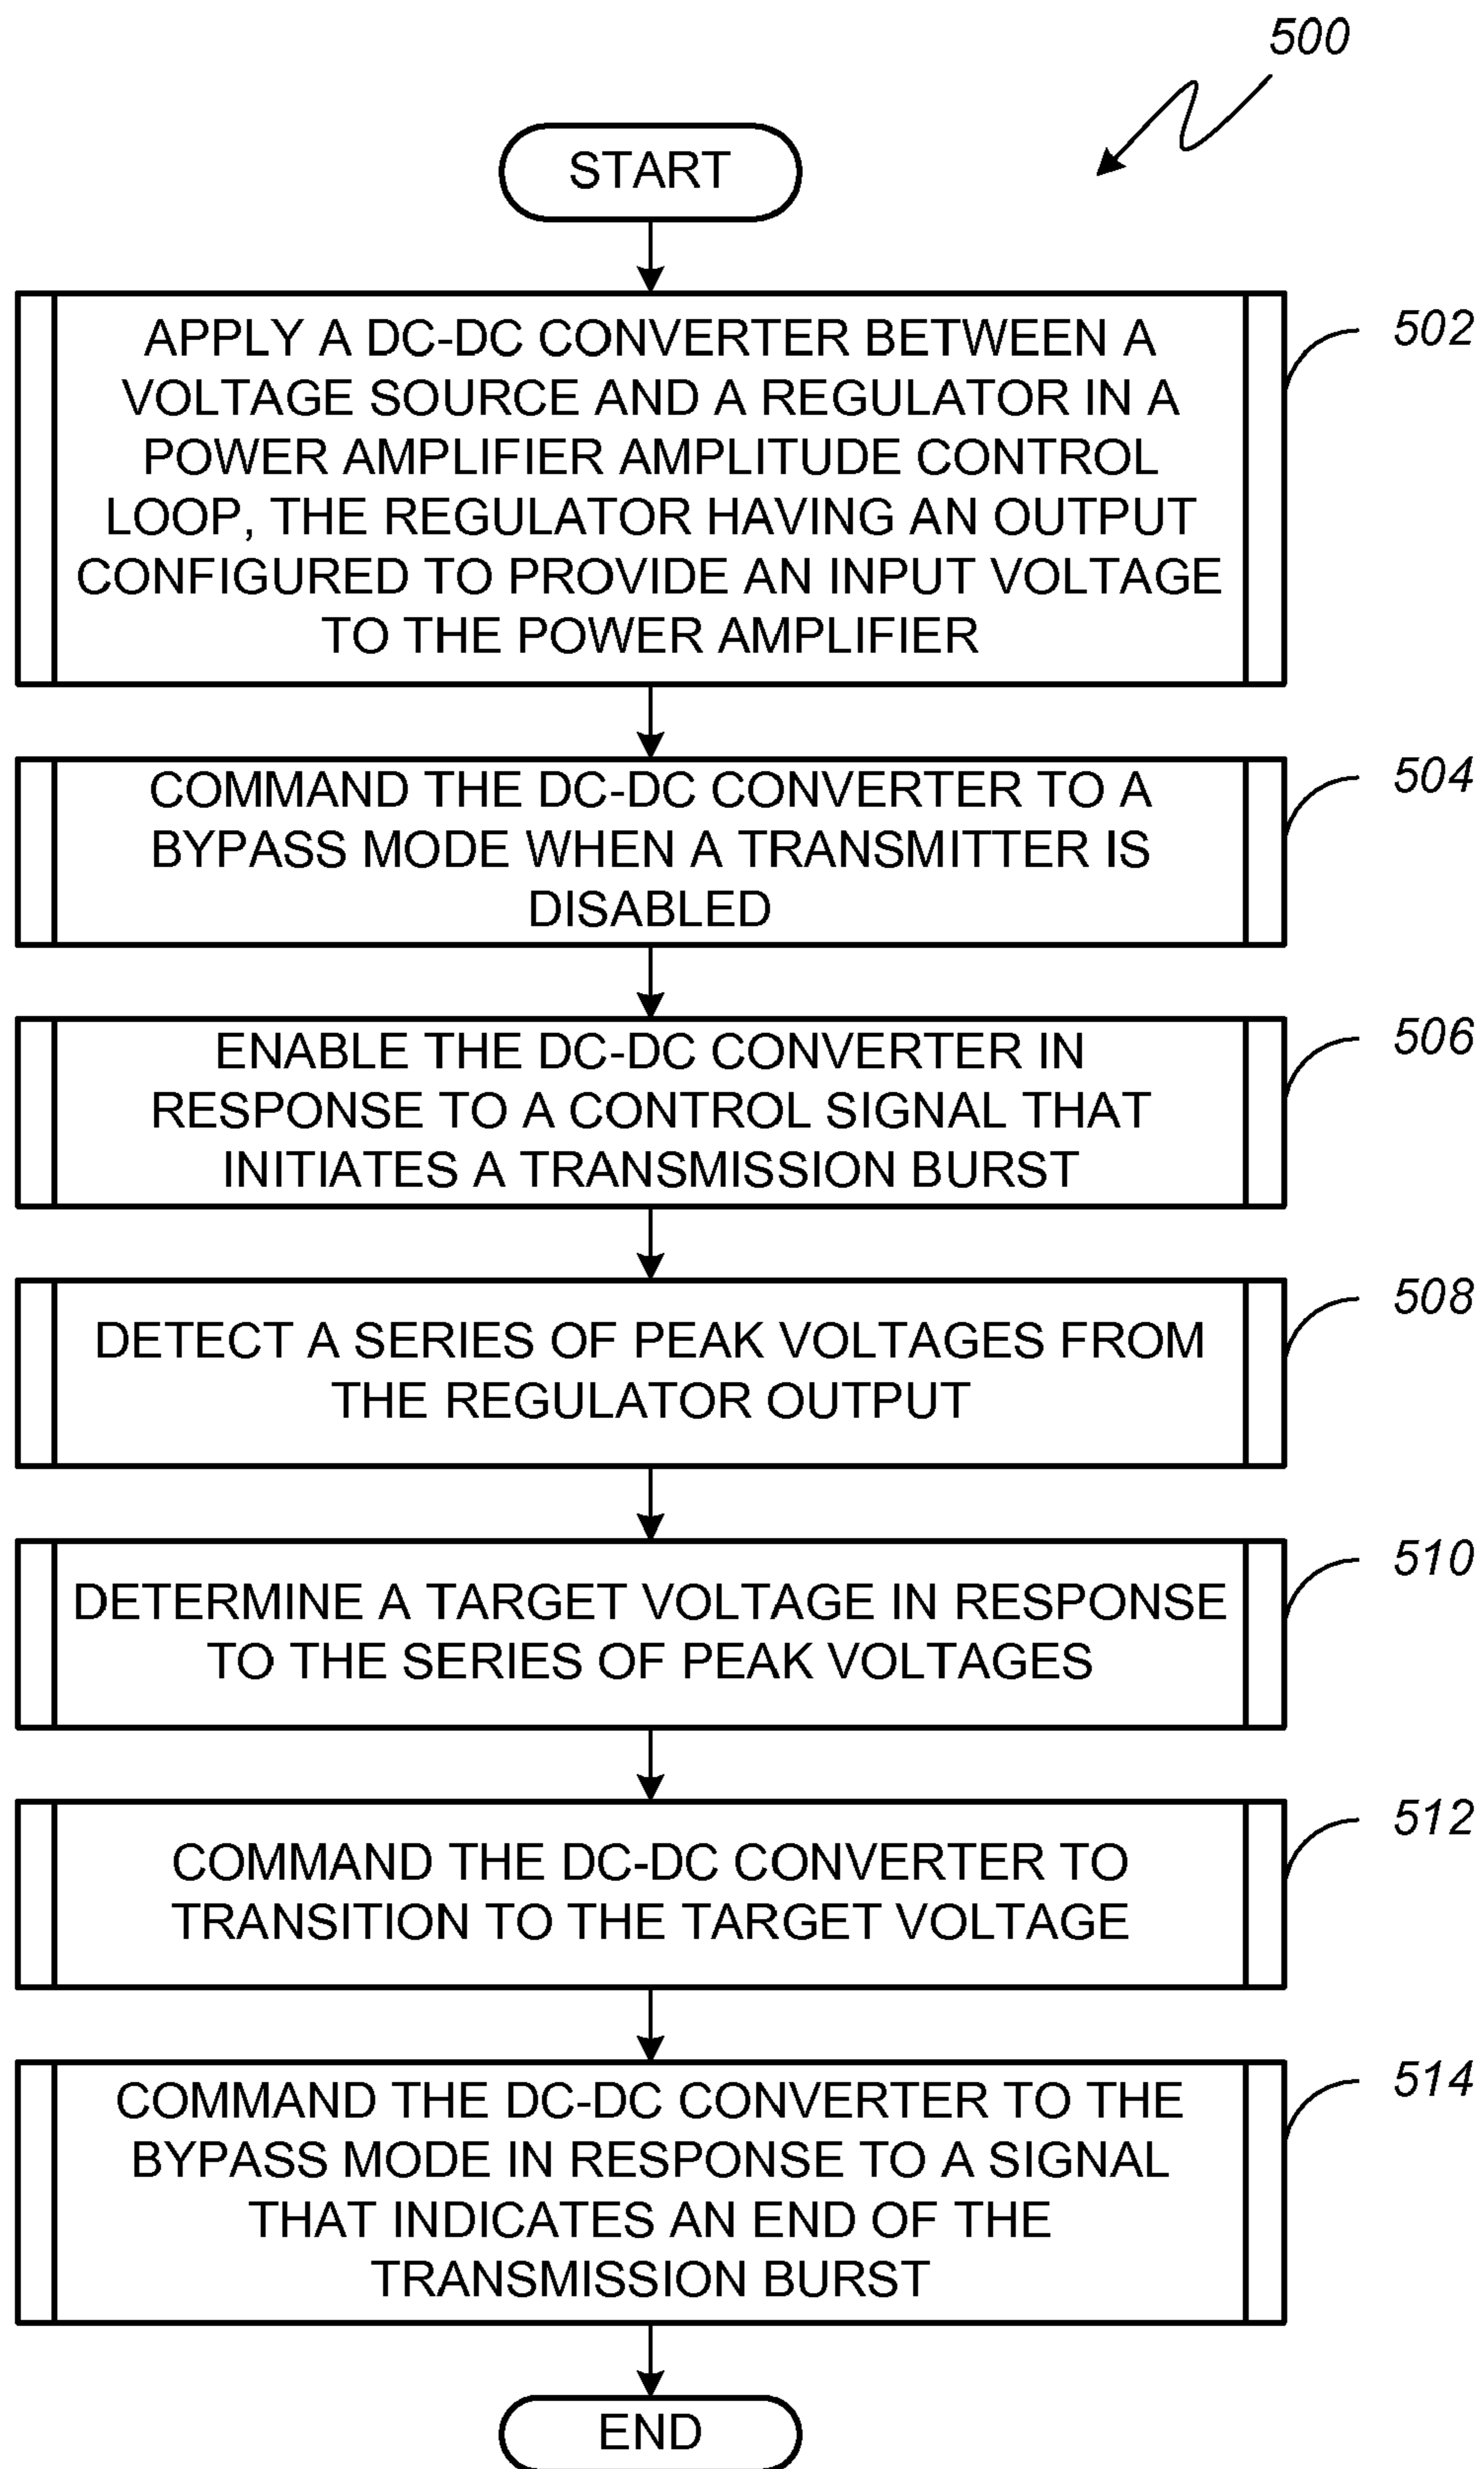 500
START
APPLY A DC-DC CONVERTER BETWEEN A
VOLTAGE SOURCE AND A REGULATOR IN A
POWER AMPLIFIER AMPLITUDE CONTROL
LOOP, THE REGULATOR HAVING AN OUTPUT
CONFIGURED TO PROVIDE AN INPUT VOLTAGE
TO THE POWER AMPLIFIER
502
COMMAND THE DC-DC CONVERTER TO A
BYPASS MODE WHEN A TRANSMITTER IS
DISABLED
504
ENABLE THE DC-DC CONVERTER IN
RESPONSE TO A CONTROL SIGNAL THAT
INITIATES A TRANSMISSION BURST
506
DETECT A SERIES OF PEAK VOLTAGES FROM
THE REGULATOR OUTPUT
508
DETERMINE A TARGET VOLTAGE IN RESPONSE
TO THE SERIES OF PEAK VOLTAGES
510
COMMAND THE DC-DC CONVERTER TO
TRANSITION TO THE TARGET VOLTAGE
512
COMMAND THE DC-DC CONVERTER TO THE
BYPASS MODE IN RESPONSE TO A SIGNAL
THAT INDICATES AN END OF THE
TRANSMISSION BURST
514
END